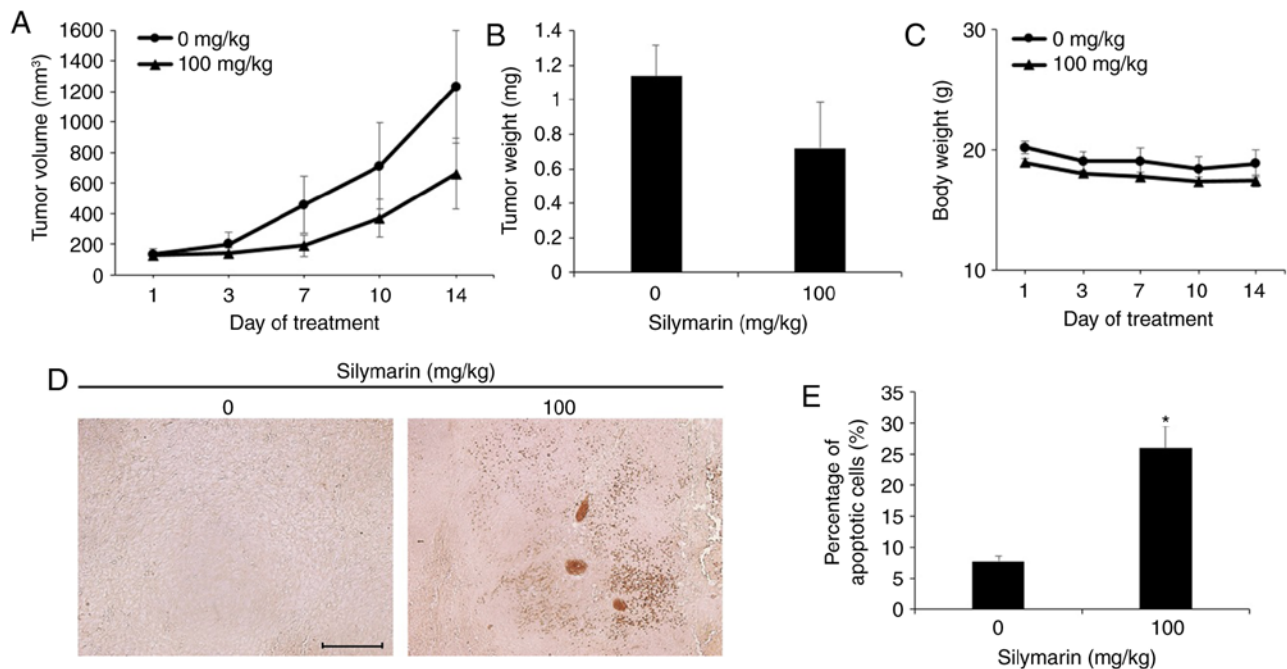 A
Tumor volume (mm³)
1600
1400
1200
1000
800
600
400
200
0
0 mg/kg
100 mg/kg
1 3 7 10 14
Day of treatment
B
Tumor weight (mg)
1.4
1.2
1
0.8
0.6
0.4
0.2
0
0 100
Silymarin (mg/kg)
C
Body weight (g)
30
20
10
0 mg/kg
100 mg/kg
1 3 7 10 14
Day of treatment
D
Silymarin (mg/kg)
0 100
E
Percentage of
apoptotic cells (%)
35
30
25
20
15
10
5
0
*
0 100
Silymarin (mg/kg)